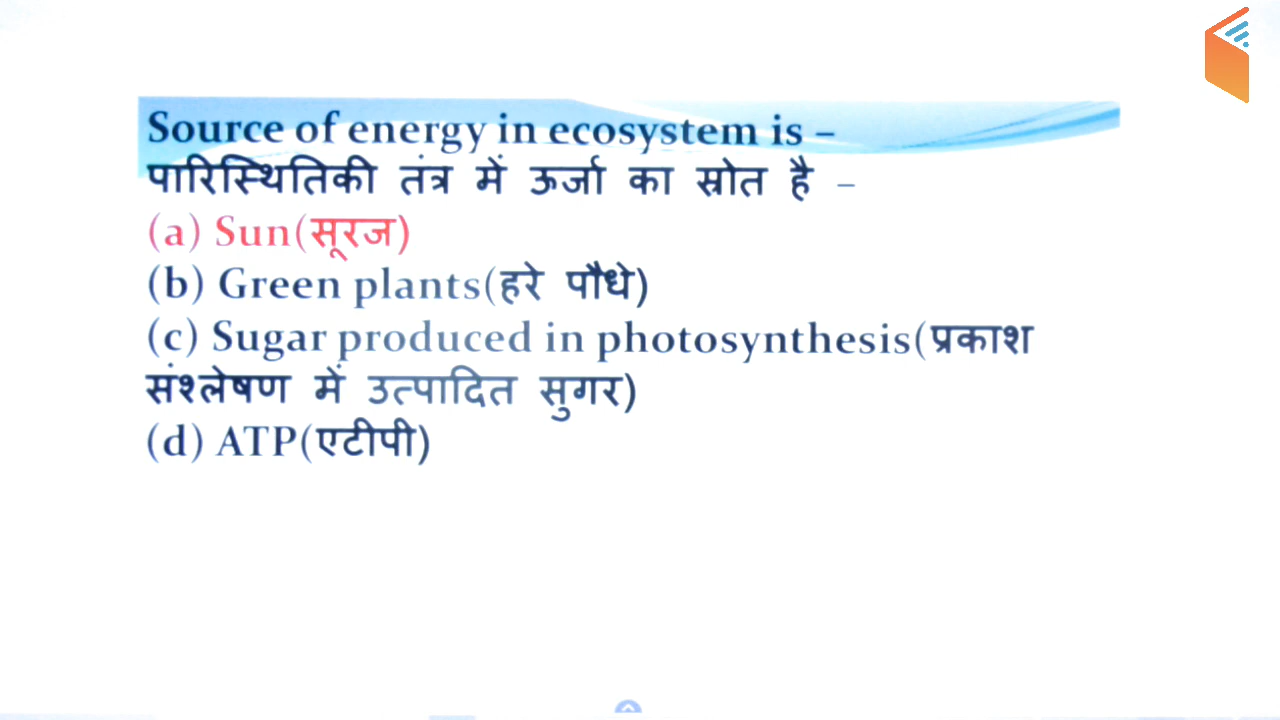 Source of energy in ecosystem is –
पारिस्थितिकी तंत्र में ऊर्जा का स्रोत है –
(a) Sun(सूरज)
(b) Green plants(हरे पौधे)
(c) Sugar produced in photosynthesis(प्रकाश
संश्लेषण में उत्पादित सुगर)
(d) ATP(एटीपी)